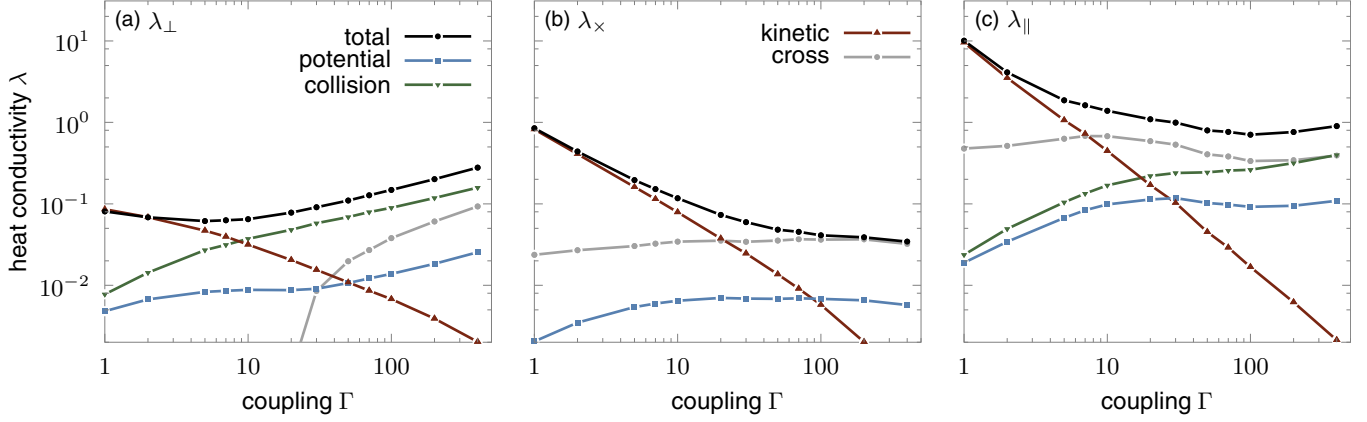 (a) λ⊥
total
potential
collision
(b) λ×
kinetic
cross
(c) λ∥
heat conductivity λ
10¹
10⁰
10⁻¹
10⁻²
1 10 100
1 10 100
1 10 100
coupling Γ
coupling Γ
coupling Γ